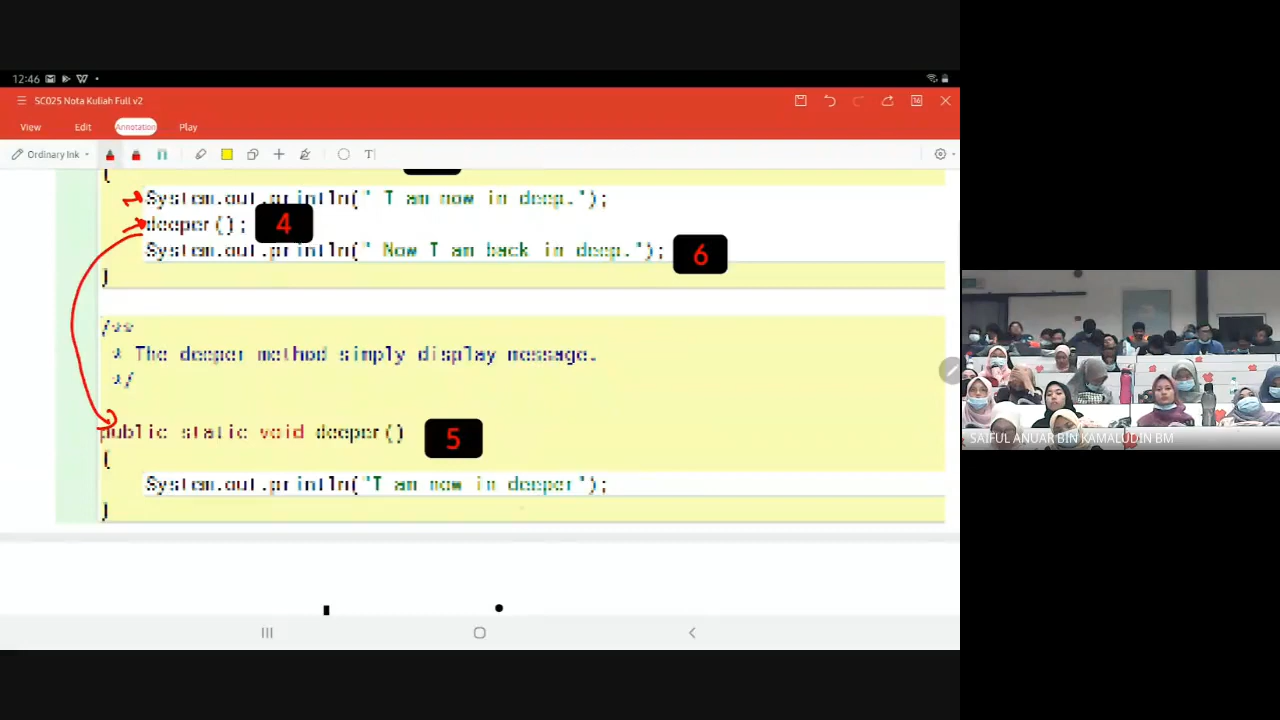 12:46
SC025 Nota Kuliah Full v2
View Edit Annotation Play
Ordinary Ink T
{
System.out.println(" I am now in deep.");
deeper(); 4
System.out.println(" Now I am back in deep."); 6
}
/**
* The deeper method simply display message.
*/
public static void deeper() 5
{
System.out.println("I am now in deeper");
}
SAIFUL ANUAR BIN KAMALUDIN BM